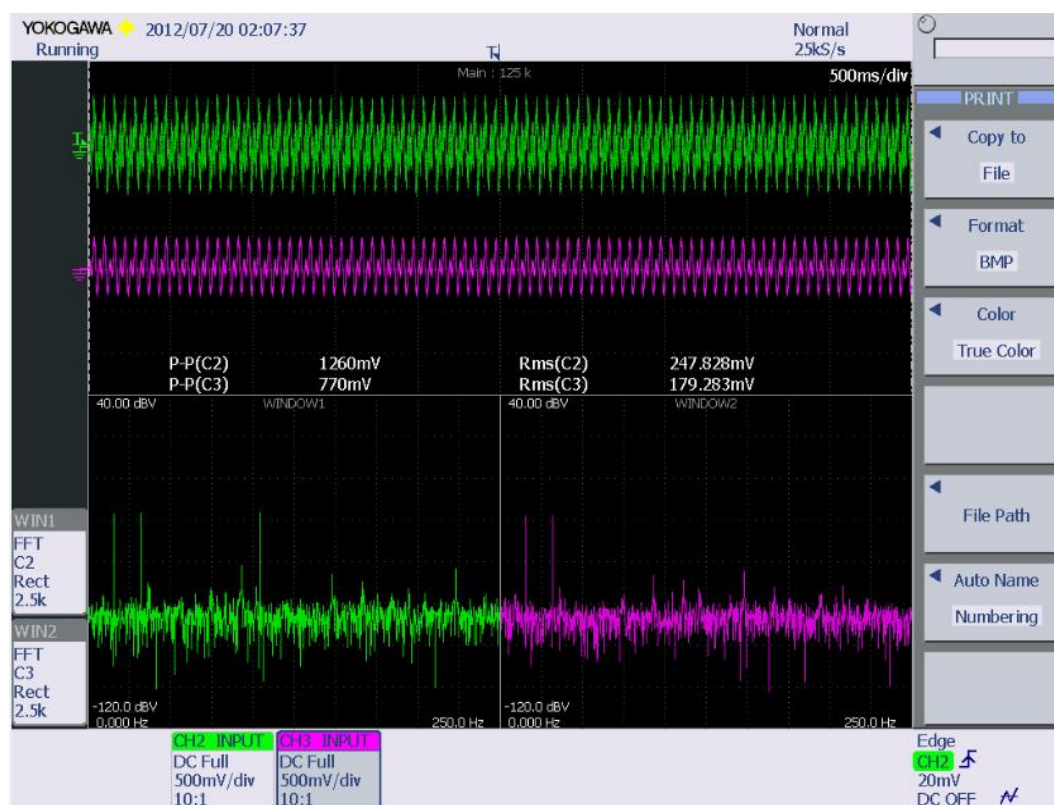 YOKOGAWA 2012/07/20 02:07:37 Normal
Running 25kS/s
Main : 125 k 500ms/div
PRINT
Copy to
File
Format
BMP
Color
True Color
File Path
Auto Name
Numbering
P-P(C2) 1260mV Rms(C2) 247.828mV
P-P(C3) 770mV Rms(C3) 179.283mV
40.00 dBV WINDOW1 40.00 dBV WINDOW2
WIN1
FFT
C2
Rect
2.5k
WIN2
FFT
C3
Rect
2.5k
-120.0 dBV -120.0 dBV
0.000 Hz 250.0 Hz 0.000 Hz 250.0 Hz
CH2 INPUT
DC Full
500mV/div
10:1
CH3 INPUT
DC Full
500mV/div
10:1
Edge
CH2
20mV
DC OFF